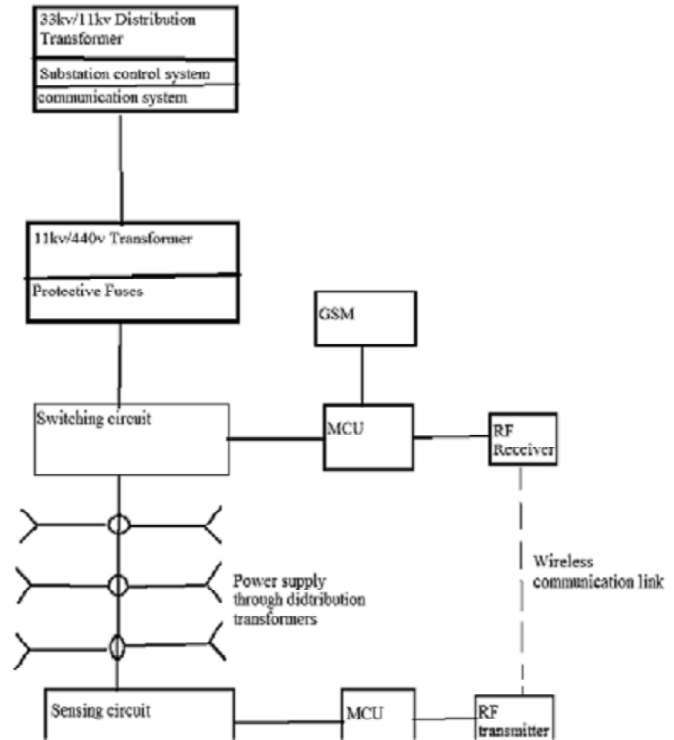 33kv/11kv Distribution
Transformer
Substation control system
communication system
11kv/440v Transformer
Protective Fuses
GSM
Switching circuit
MCU
RF
Receiver
Power supply
through didtribution
transformers
Wireless
communication link
Sensing circuit
MCU
RF
transmitter